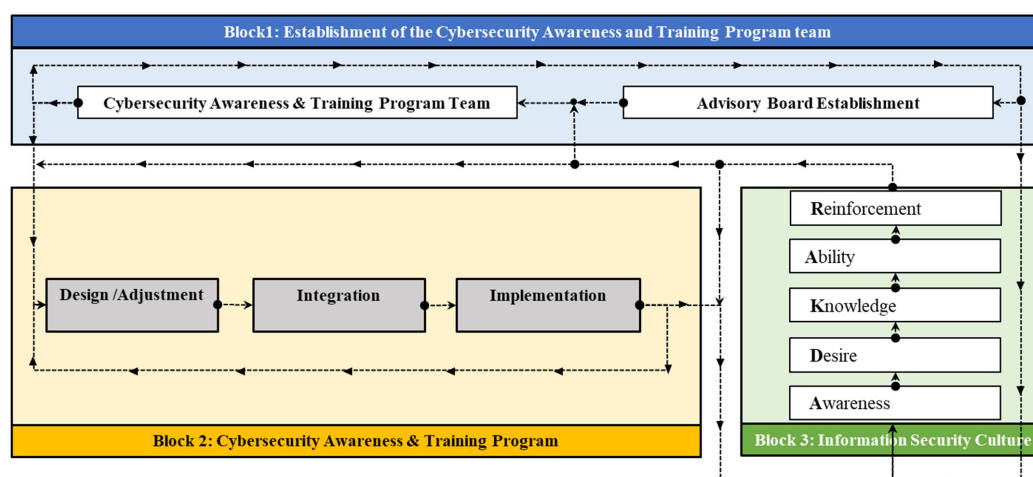 Block1: Establishment of the Cybersecurity Awareness and Training Program team
Cybersecurity Awareness & Training Program Team
Advisory Board Establishment
Design /Adjustment
Integration
Implementation
Block 2: Cybersecurity Awareness & Training Program
Reinforcement
Ability
Knowledge
Desire
Awareness
Block 3: Information Security Culture